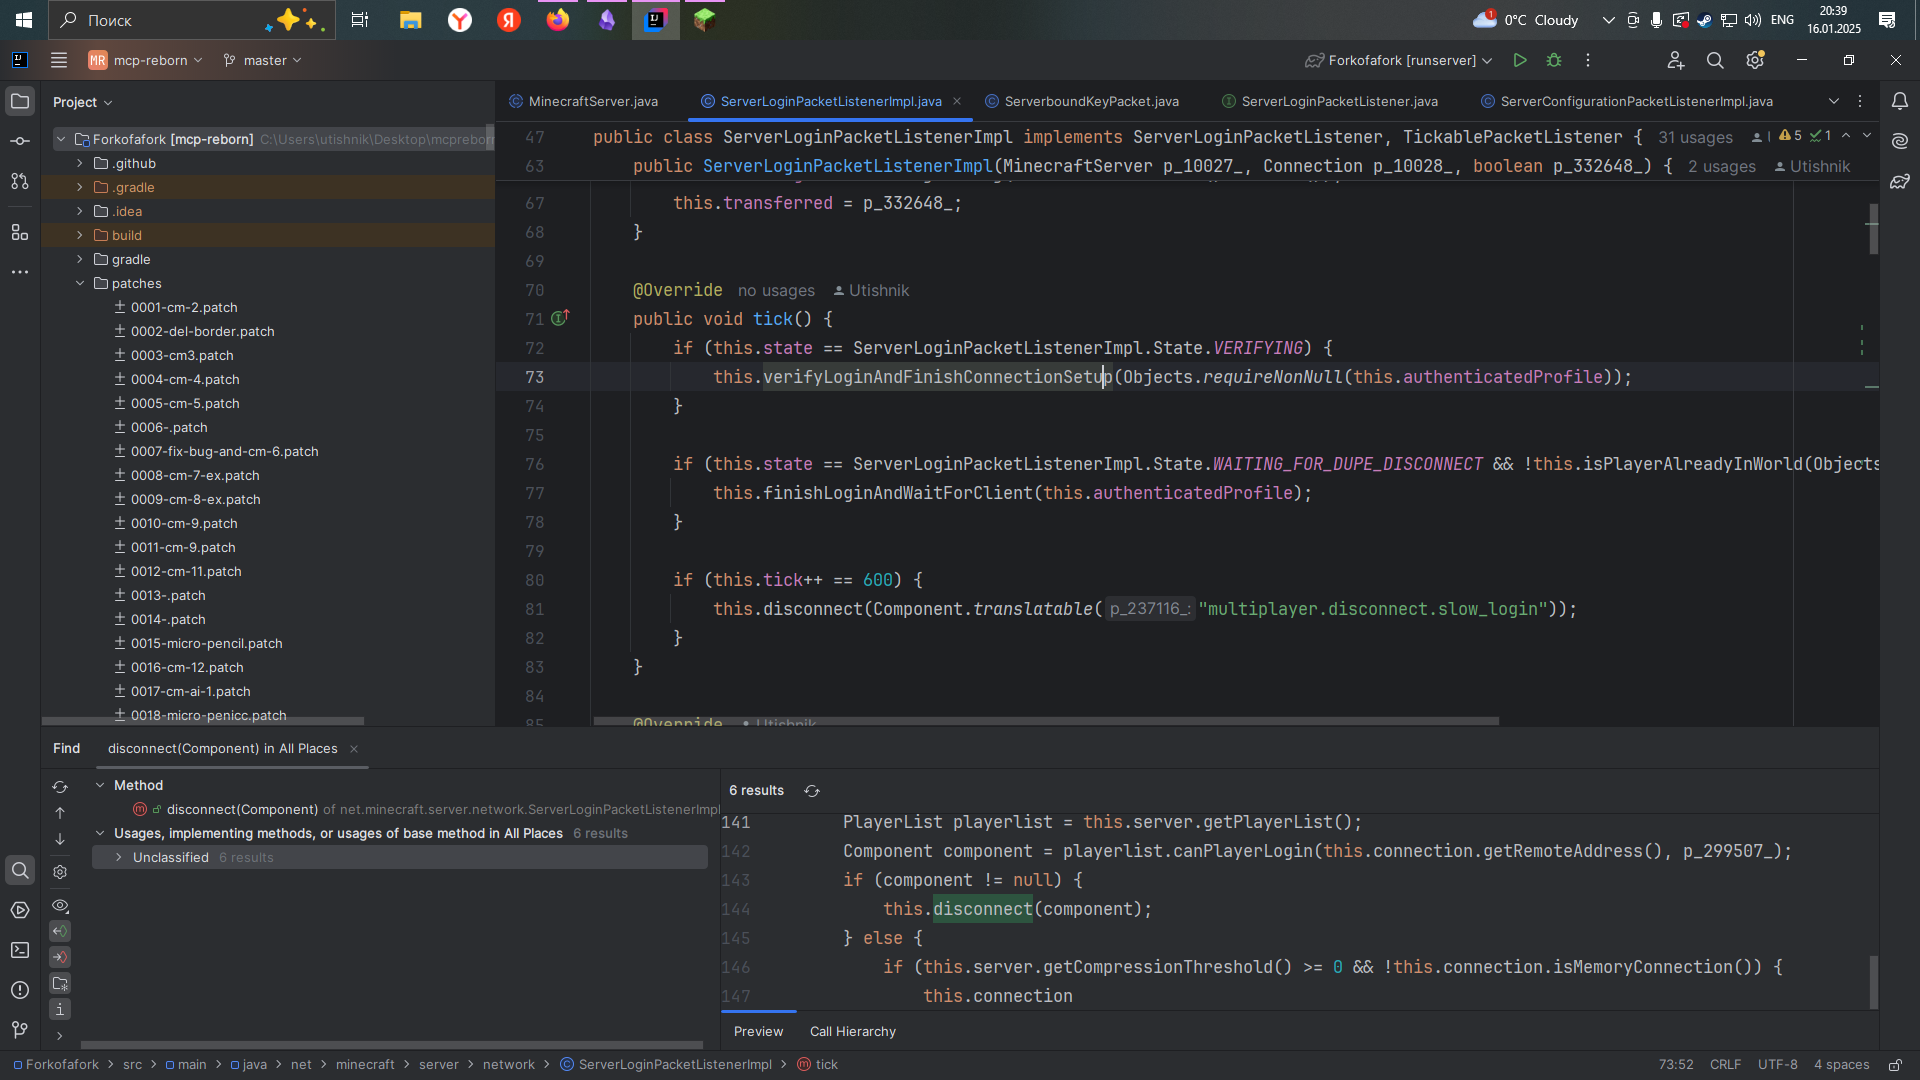 Поиск
0°C Cloudy
ENG
20:39
16.01.2025
MR mcp-reborn
master
Forkofafork [runserver]
Project
MinecraftServer.java
ServerLoginPacketListenerImpl.java
ServerboundKeyPacket.java
ServerLoginPacketListener.java
ServerConfigurationPacketListenerImpl.java
Forkofafork [mcp-reborn] C:\Users\utishnik\Desktop\mcpreborn
.github
.gradle
.idea
build
gradle
patches
0001-cm-2.patch
0002-del-border.patch
0003-cm3.patch
0004-cm-4.patch
0005-cm-5.patch
0006-.patch
0007-fix-bug-and-cm-6.patch
0008-cm-7-ex.patch
0009-cm-8-ex.patch
0010-cm-9.patch
0011-cm-9.patch
0012-cm-11.patch
0013-.patch
0014-.patch
0015-micro-pencil.patch
0016-cm-12.patch
0017-cm-ai-1.patch
0018-micro-penicc.patch
47 public class ServerLoginPacketListenerImpl implements ServerLoginPacketListener, TickablePacketListener { 31 usages 5 1
63 public ServerLoginPacketListenerImpl(MinecraftServer p_10027_, Connection p_10028_, boolean p_332648_) { 2 usages Utishnik
67 this.transferred = p_332648_;
68 }
69
70 @Override no usages Utishnik
71 public void tick() {
72 if (this.state == ServerLoginPacketListenerImpl.State.VERIFYING) {
73 this.verifyLoginAndFinishConnectionSetup(Objects.requireNonNull(this.authenticatedProfile));
74 }
75
76 if (this.state == ServerLoginPacketListenerImpl.State.WAITING_FOR_DUPE_DISCONNECT && !this.isPlayerAlreadyInWorld(Objects
77 this.finishLoginAndWaitForClient(this.authenticatedProfile);
78 }
79
80 if (this.tick++ == 600) {
81 this.disconnect(Component.translatable( p_237116_: "multiplayer.disconnect.slow_login"));
82 }
83 }
84
85 @Override Utishnik
Find
disconnect(Component) in All Places
Method
disconnect(Component) of net.minecraft.server.network.ServerLoginPacketListenerImpl
Usages, implementing methods, or usages of base method in All Places 6 results
Unclassified 6 results
6 results
141 PlayerList playerlist = this.server.getPlayerList();
142 Component component = playerlist.canPlayerLogin(this.connection.getRemoteAddress(), p_299507_);
143 if (component != null) {
144 this.disconnect(component);
145 } else {
146 if (this.server.getCompressionThreshold() >= 0 && !this.connection.isMemoryConnection()) {
147 this.connection
Preview
Call Hierarchy
Forkofafork > src > main > java > net > minecraft > server > network > ServerLoginPacketListenerImpl > tick
73:52 CRLF UTF-8 4 spaces